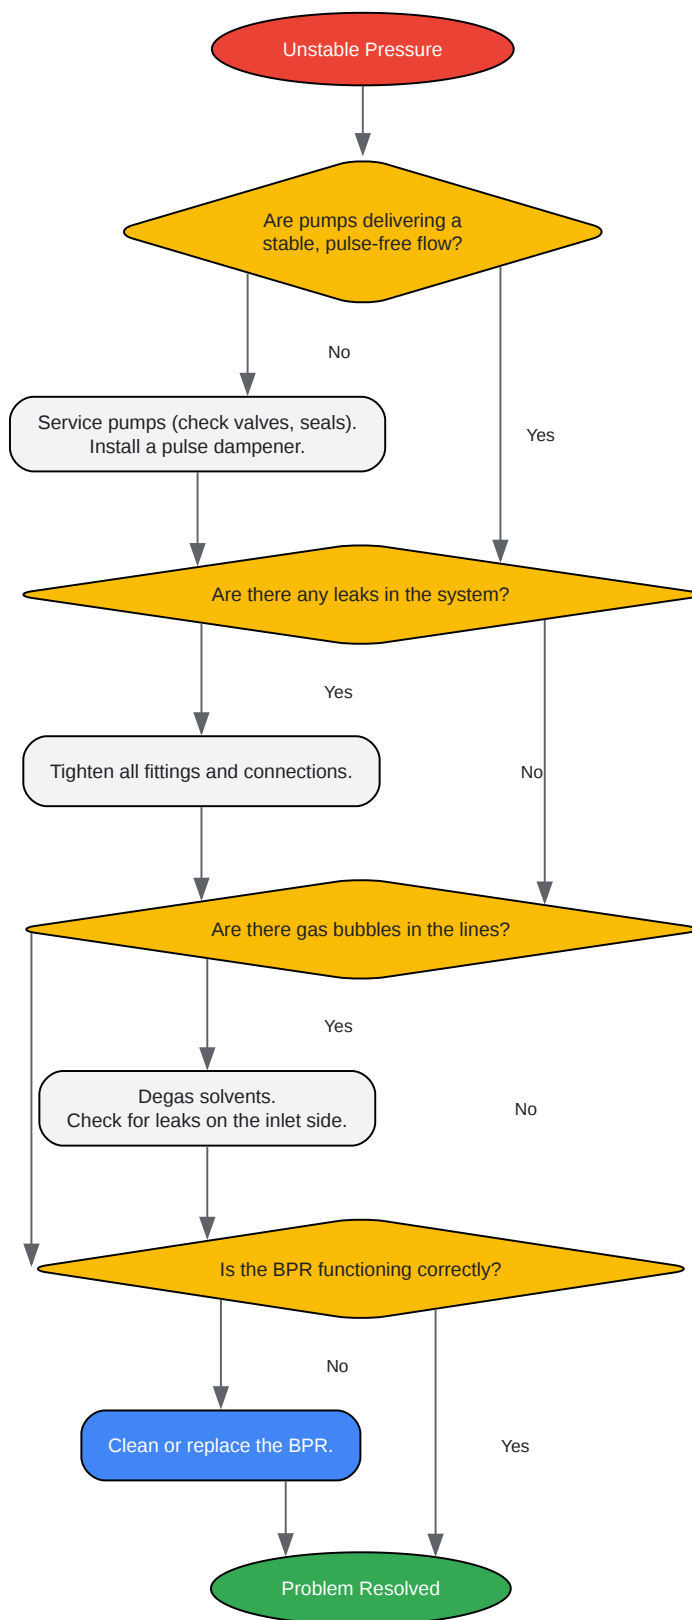 Unstable Pressure
Are pumps delivering a
stable, pulse-free flow?
No
Service pumps (check valves, seals).
Install a pulse dampener.
Yes
Are there any leaks in the system?
Yes
Tighten all fittings and connections.
No
Are there gas bubbles in the lines?
Yes
Degas solvents.
Check for leaks on the inlet side.
No
Is the BPR functioning correctly?
No
Clean or replace the BPR.
Yes
Problem Resolved